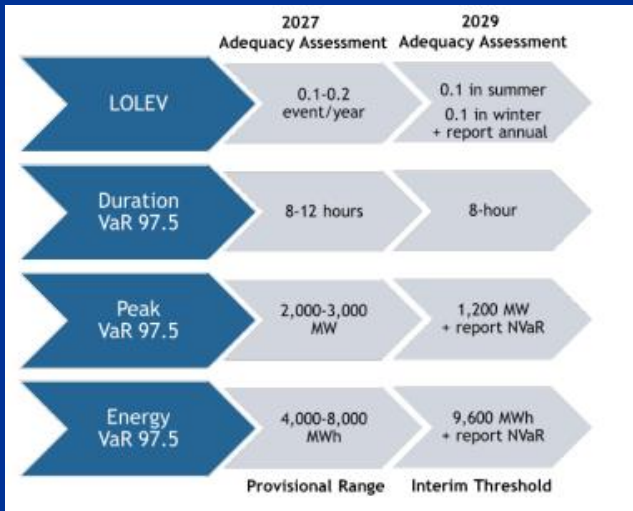 2027
Adequacy Assessment
2029
Adequacy Assessment
LOLEV
0.1-0.2
event/year
0.1 in summer
0.1 in winter
+ report annual
Duration
VaR 97.5
8-12 hours
8-hour
Peak
VaR 97.5
2,000-3,000
MW
1,200 MW
+ report NVaR
Energy
VaR 97.5
4,000-8,000
MWh
9,600 MWh
+ report NVaR
Provisional Range
Interim Threshold